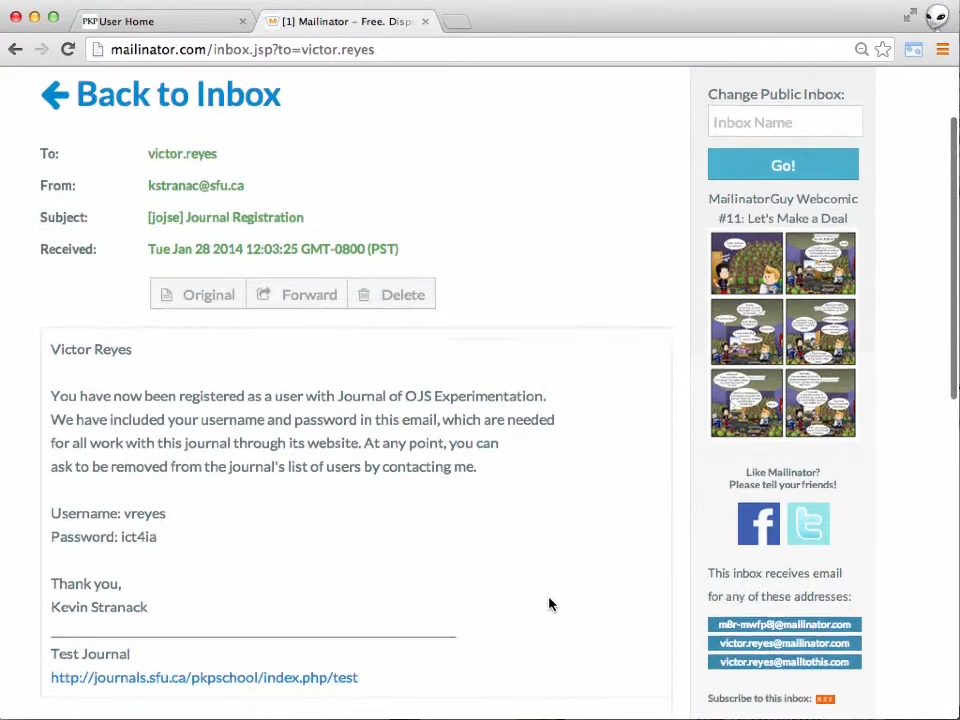 PKP User Home
[1] Mailinator - Free. Disp
mailinator.com/inbox.jsp?to=victor.reyes
Back to Inbox
To: victor.reyes
From: kstranac@sfu.ca
Subject: [jojse] Journal Registration
Received: Tue Jan 28 2014 12:03:25 GMT-0800 (PST)
Original Forward Delete
Victor Reyes
You have now been registered as a user with Journal of OJS Experimentation.
We have included your username and password in this email, which are needed
for all work with this journal through its website. At any point, you can
ask to be removed from the journal's list of users by contacting me.
Username: vreyes
Password: ict4ia
Thank you,
Kevin Stranack
Test Journal
http://journals.sfu.ca/pkpschool/index.php/test
Change Public Inbox:
Inbox Name
Go!
MailinatorGuy Webcomic
#11: Let's Make a Deal
Like Mailinator?
Please tell your friends!
f t
This inbox receives email
for any of these addresses:
m8r-mwfp8j@mailinator.com
victor.reyes@mailinator.com
victor.reyes@mailtothis.com
Subscribe to this inbox: RSS